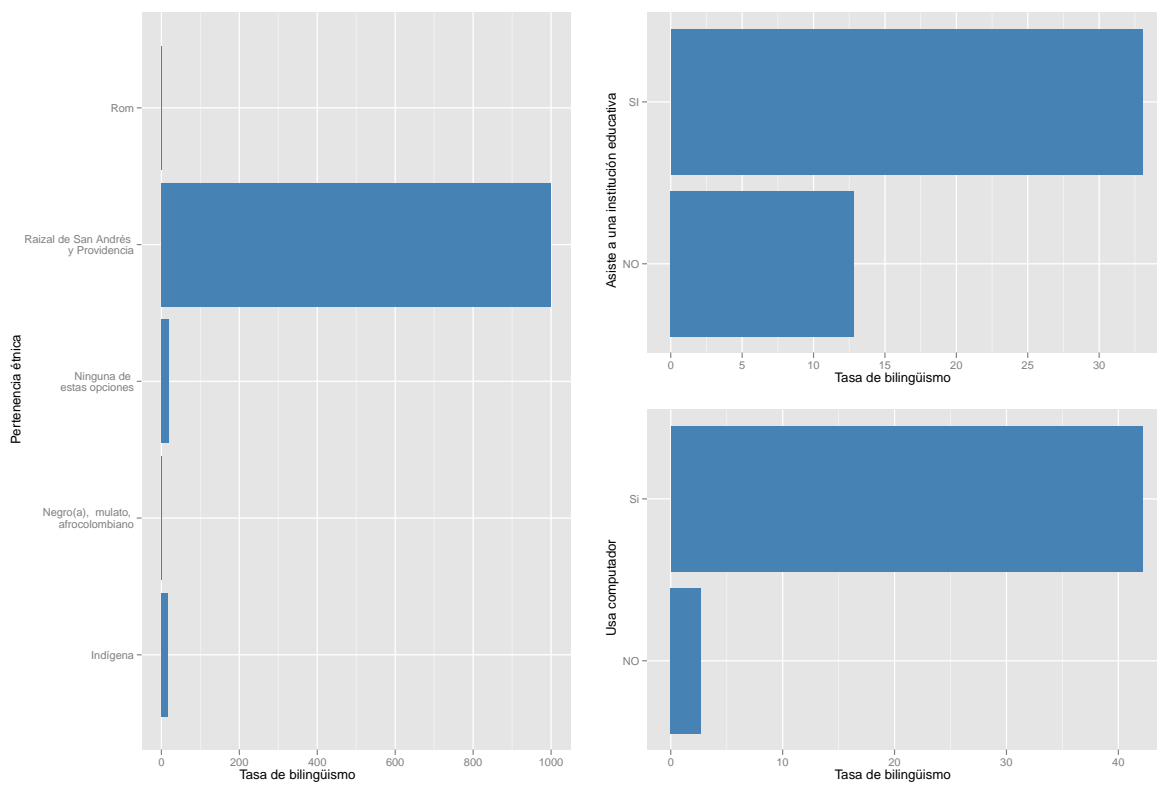 Pertenencia étnica
Rom
Raizal de San Andrés
y Providencia
Ninguna de
estas opciones
Negro(a),  mulato,
afrocolombiano
Indígena
0 200 400 600 800 1000
Tasa de bilingüismo
Asiste a una institución educativa
SI
NO
0 5 10 15 20 25 30
Tasa de bilingüismo
Usa computador
Si
NO
0 10 20 30 40
Tasa de bilingüismo